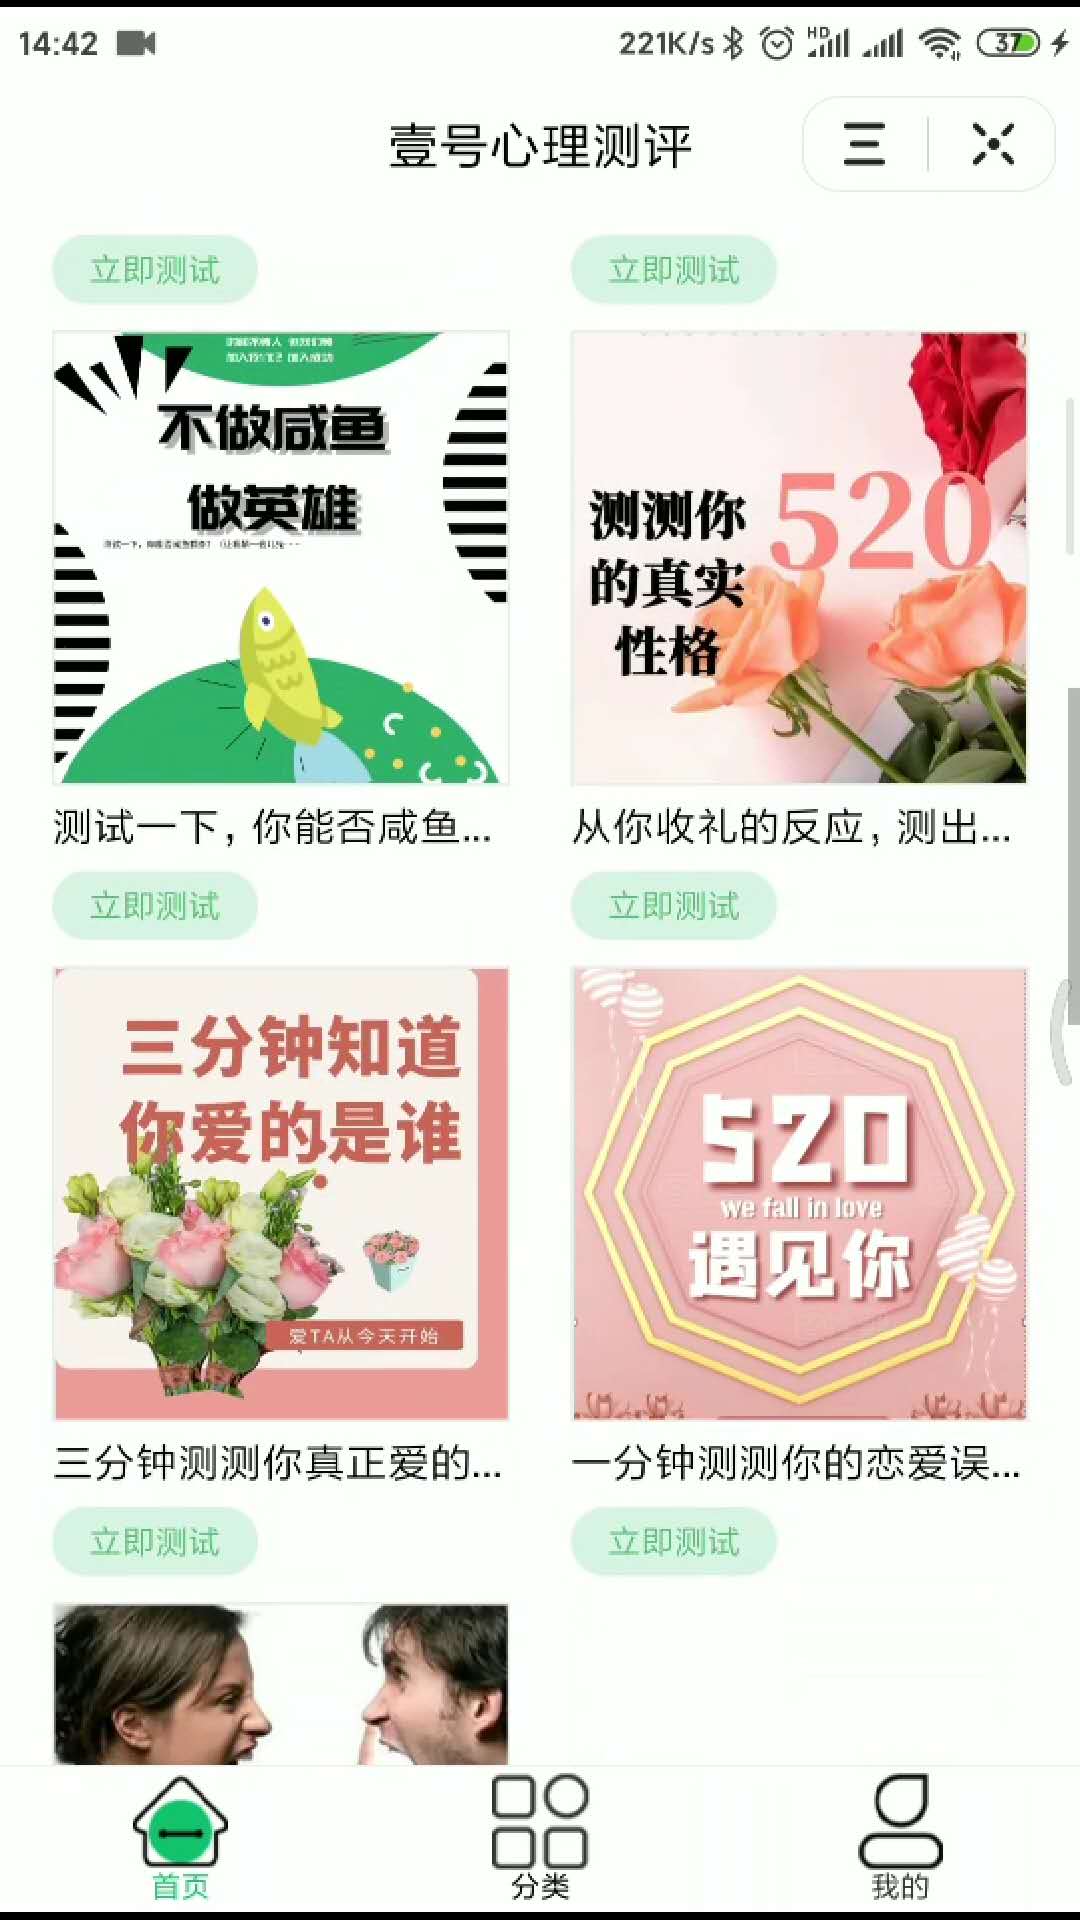 14:42
221K/s
HD
37
壹号心理测评
立即测试
立即测试
不做咸鱼
做英雄
测测你
的真实
性格
520
测试一下，你能否咸鱼...
从你收礼的反应，测出...
立即测试
立即测试
三分钟知道
你爱的是谁
爱TA从今天开始
520
we fall in love
遇见你
三分钟测测你真正爱的...
一分钟测测你的恋爱误...
立即测试
立即测试
首页
分类
我的